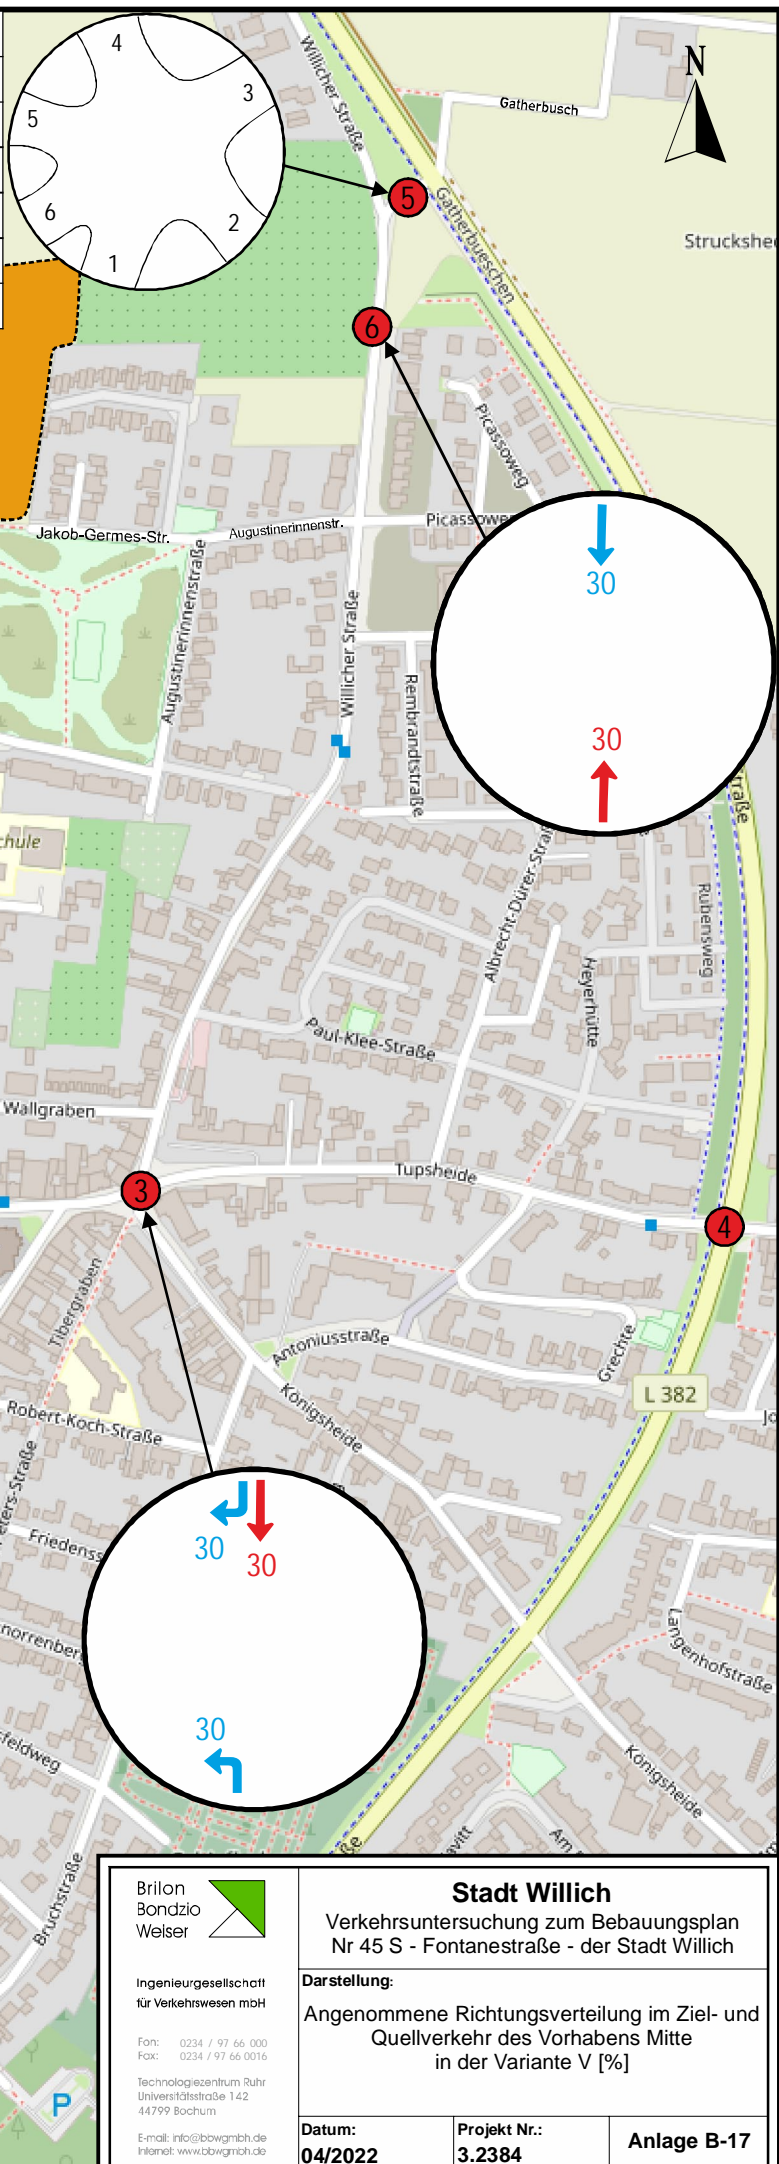 4
3
5
6
2
1
Willicher Straße
Gatherbusch
N
5
Gatherbueschen
6
Picassoweg
Jakob-Germes-Str.
Augustinerinnenstr.
30
Augustinerinnenstraße
Willicher Straße
Rembrandtstraße
30
Albrecht-Dürer-Straß
Rubensweg
Heyerhütte
Paul-Klee-Straße
Wallgraben
Tupsheide
3
4
Tibergraben
Antoniusstraße
Grechte
L 382
Königsheide
Robert-Koch-Straße
30
30
Langenhofstraße
30
Königsheide
Bruchstraße
P
Brilon
Bondzio
Weiser
Ingenieurgesellschaft
für Verkehrswesen mbH
Fon: 0234 / 97 66 000
Fax: 0234 / 97 66 0016
Technologiezentrum Ruhr
Universitätsstraße 142
44799 Bochum
E-mail: info@bbwgmbh.de
Internet: www.bbwgmbh.de
Stadt Willich
Verkehrsuntersuchung zum Bebauungsplan
Nr 45 S - Fontanestraße - der Stadt Willich
Darstellung:
Angenommene Richtungsverteilung im Ziel- und
Quellverkehr des Vorhabens Mitte
in der Variante V [%]
Datum:
04/2022
Projekt Nr.:
3.2384
Anlage B-17